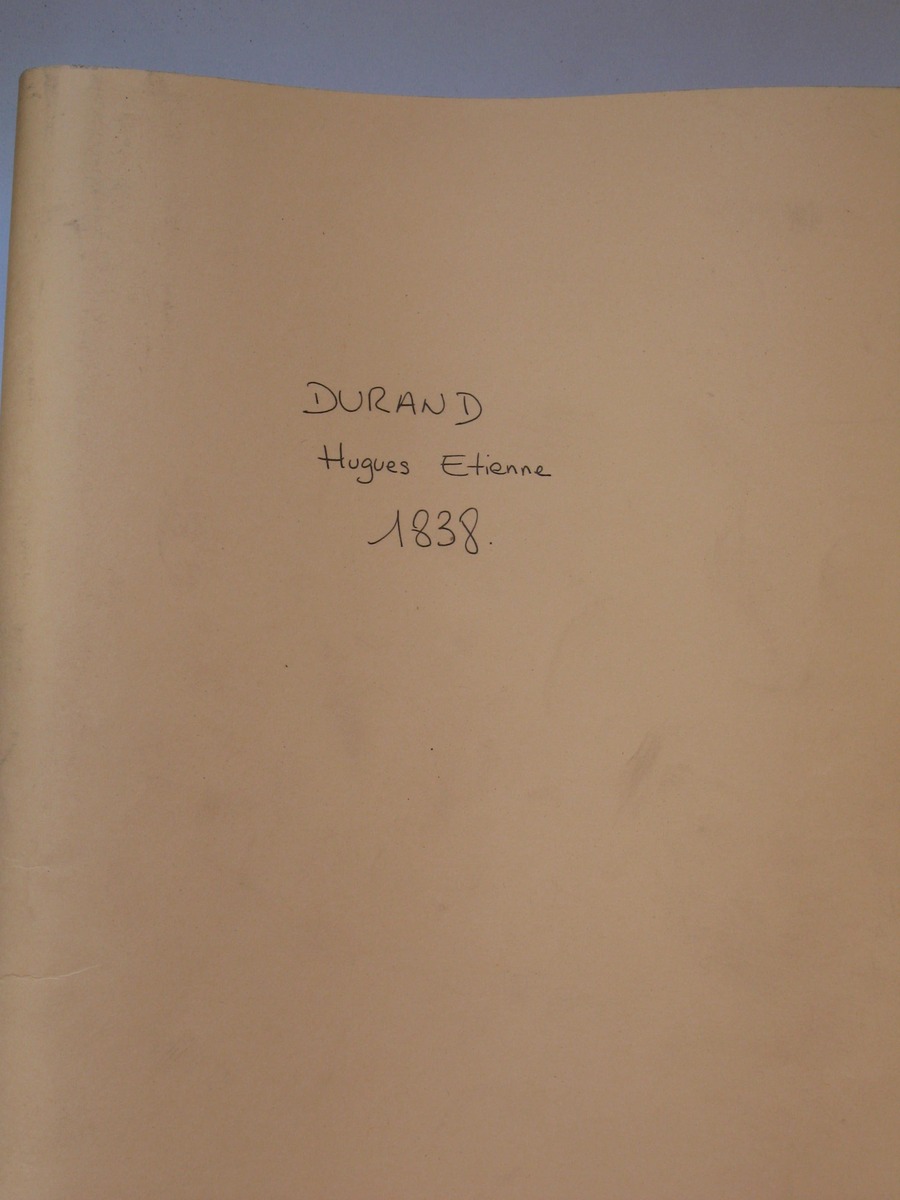 DURAND
Hugues Etienne
1838.